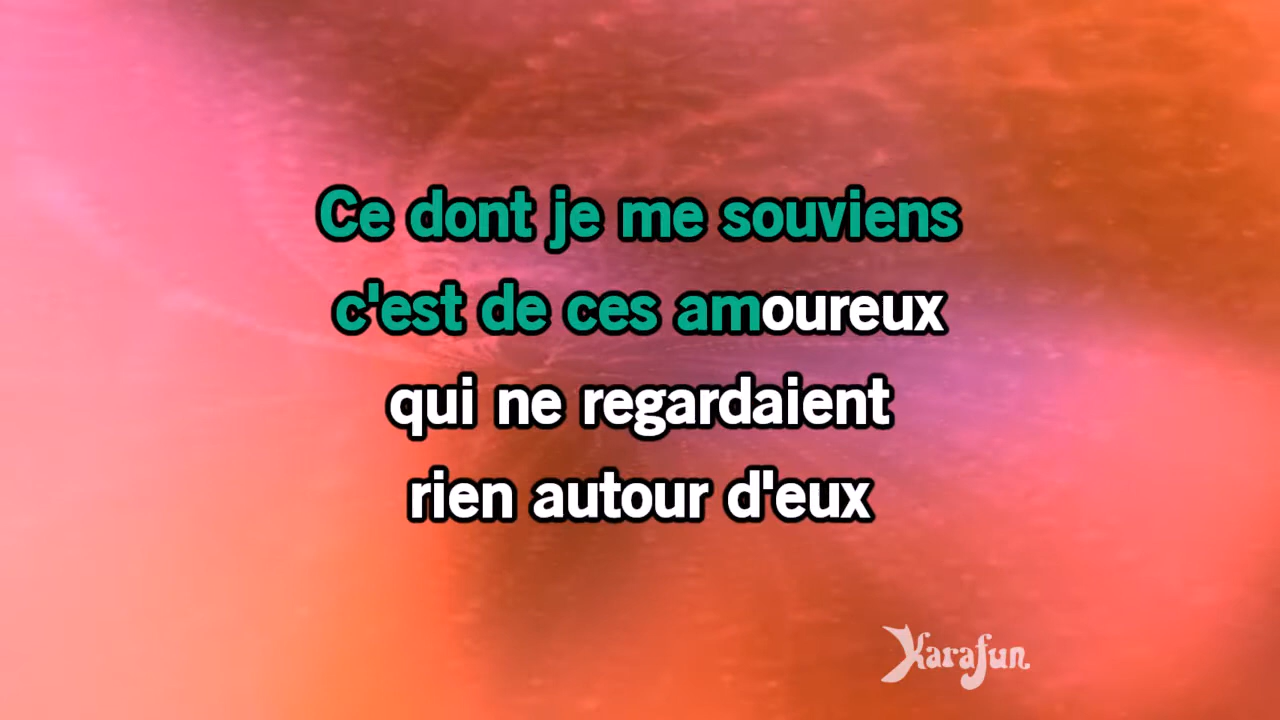 Ce dont je me souviens
c'est de ces amoureux
qui ne regardaient
rien autour d'eux
Karafun